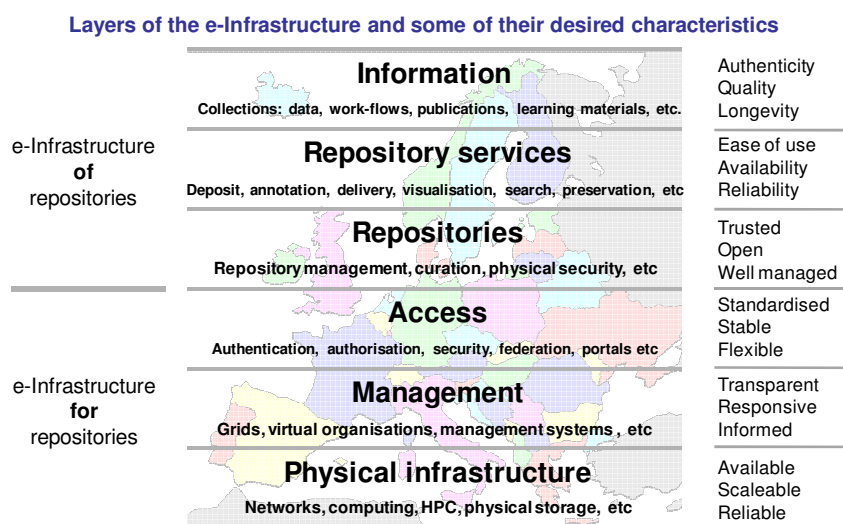 Layers of the e-Infrastructure and some of their desired characteristics
Information
Collections: data, work-flows, publications, learning materials, etc.
Authenticity
Quality
Longevity
e-Infrastructure
of
repositories
Repository services
Deposit, annotation, delivery, visualisation, search, preservation, etc
Ease of use
Availability
Reliability
Repositories
Repository management, curation, physical security, etc
Trusted
Open
Well managed
Access
Authentication, authorisation, security, federation, portals etc
Standardised
Stable
Flexible
e-Infrastructure
for
repositories
Management
Grids, virtual organisations, management systems , etc
Transparent
Responsive
Informed
Physical infrastructure
Networks, computing, HPC, physical storage, etc
Available
Scaleable
Reliable